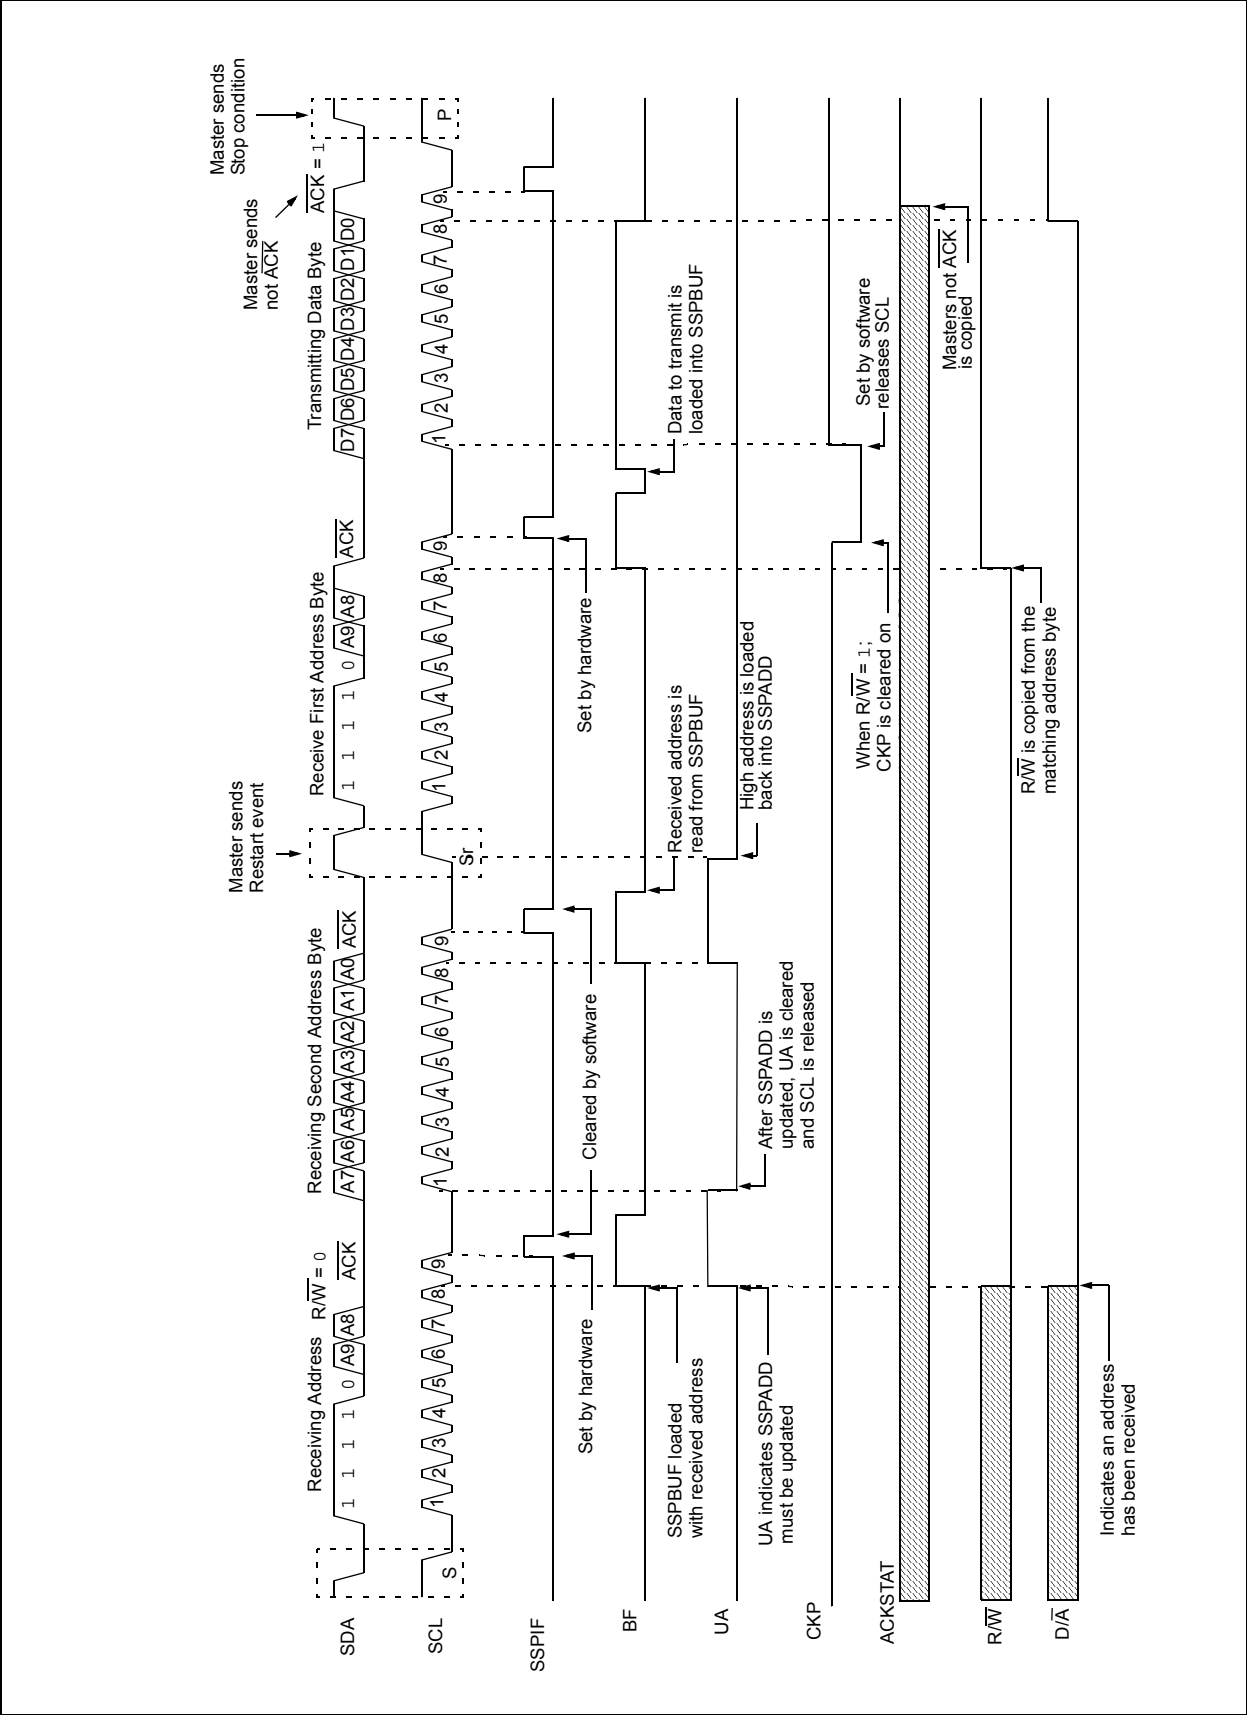 Master sends
Restart event
Master sends
not A̅C̅K̅
Master sends
Stop condition
Receiving Address
R/W̅ = 0
Receiving Second Address Byte
Receive First Address Byte
Transmitting Data Byte
A̅C̅K̅ = 1
SDA
1 1 1 1 0 A9 A8
A̅C̅K̅
A7 A6 A5 A4 A3 A2 A1 A0
A̅C̅K̅
1 1 1 1 0 A9 A8
A̅C̅K̅
D7 D6 D5 D4 D3 D2 D1 D0
SCL
S
1 2 3 4 5 6 7 8 9
1 2 3 4 5 6 7 8 9
Sr
1 2 3 4 5 6 7 8 9
1 2 3 4 5 6 7 8 9
P
SSPIF
Set by hardware
Cleared by software
Set by hardware
BF
SSPBUF loaded
with received address
Received address is
read from SSPBUF
Data to transmit is
loaded into SSPBUF
UA
UA indicates SSPADD
must be updated
After SSPADD is
updated, UA is cleared
and SCL is released
High address is loaded
back into SSPADD
CKP
When R/W̅ = 1;
CKP is cleared on
Set by software
releases SCL
ACKSTAT
Masters not A̅C̅K̅
is copied
R/W̅
R/W̅ is copied from the
matching address byte
D/A̅
Indicates an address
has been received